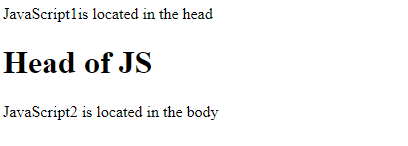 JavaScript1is located in the head
Head of JS
JavaScript2 is located in the body